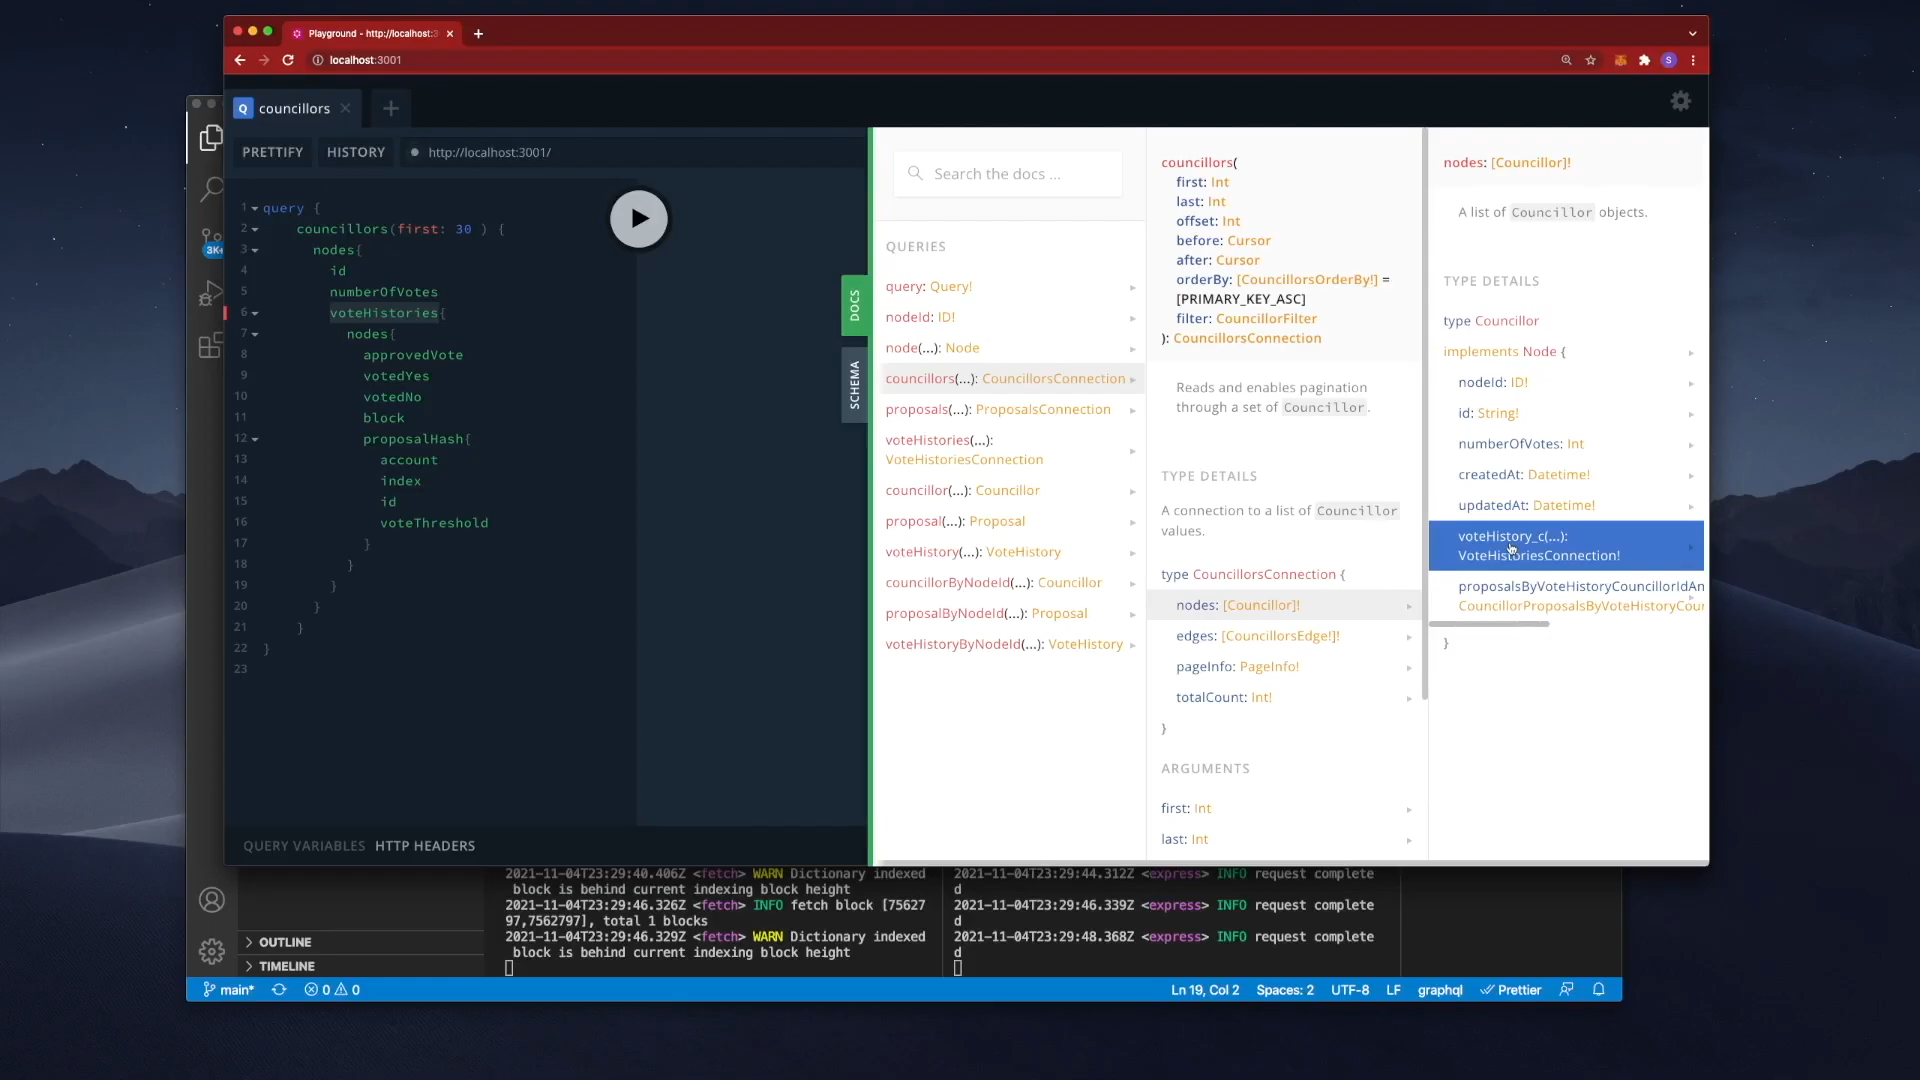 Playground - http://localhost:3
localhost:3001
S
Q councillors
PRETTIFY
HISTORY
http://localhost:3001/
3K+
1 query {
2 councillors(first: 30 ) {
3 nodes{
4 id
5 numberOfVotes
6 voteHistories{
7 nodes{
8 approvedVote
9 votedYes
10 votedNo
11 block
12 proposalHash{
13 account
14 index
15 id
16 voteThreshold
17 }
18 }
19 }
20 }
21 }
22 }
23
QUERY VARIABLES HTTP HEADERS
DOCS
SCHEMA
Search the docs ...
QUERIES
query: Query!
nodeId: ID!
node(...): Node
councillors(...): CouncillorsConnection
proposals(...): ProposalsConnection
voteHistories(...):
VoteHistoriesConnection
councillor(...): Councillor
proposal(...): Proposal
voteHistory(...): VoteHistory
councillorByNodeId(...): Councillor
proposalByNodeId(...): Proposal
voteHistoryByNodeId(...): VoteHistory
councillors(
first: Int
last: Int
offset: Int
before: Cursor
after: Cursor
orderBy: [CouncillorsOrderBy!] =
[PRIMARY_KEY_ASC]
filter: CouncillorFilter
): CouncillorsConnection
Reads and enables pagination
through a set of Councillor.
TYPE DETAILS
A connection to a list of Councillor
values.
type CouncillorsConnection {
nodes: [Councillor]!
edges: [CouncillorsEdge!]!
pageInfo: PageInfo!
totalCount: Int!
}
ARGUMENTS
first: Int
last: Int
nodes: [Councillor]!
A list of Councillor objects.
TYPE DETAILS
type Councillor
implements Node {
nodeId: ID!
id: String!
numberOfVotes: Int
createdAt: Datetime!
updatedAt: Datetime!
voteHistory_c(...):
VoteHistoriesConnection!
proposalsByVoteHistoryCouncillorIdAn
CouncillorProposalsByVoteHistoryCour
}
OUTLINE
TIMELINE
2021-11-04T23:29:40.406Z <fetch> WARN Dictionary indexed
block is behind current indexing block height
2021-11-04T23:29:46.326Z <fetch> INFO fetch block [75627
97,7562797], total 1 blocks
2021-11-04T23:29:46.329Z <fetch> WARN Dictionary indexed
block is behind current indexing block height
2021-11-04T23:29:44.312Z <express> INFO request complete
d
2021-11-04T23:29:46.339Z <express> INFO request complete
d
2021-11-04T23:29:48.368Z <express> INFO request complete
d
main* 0 0
Ln 19, Col 2 Spaces: 2 UTF-8 LF graphql Prettier